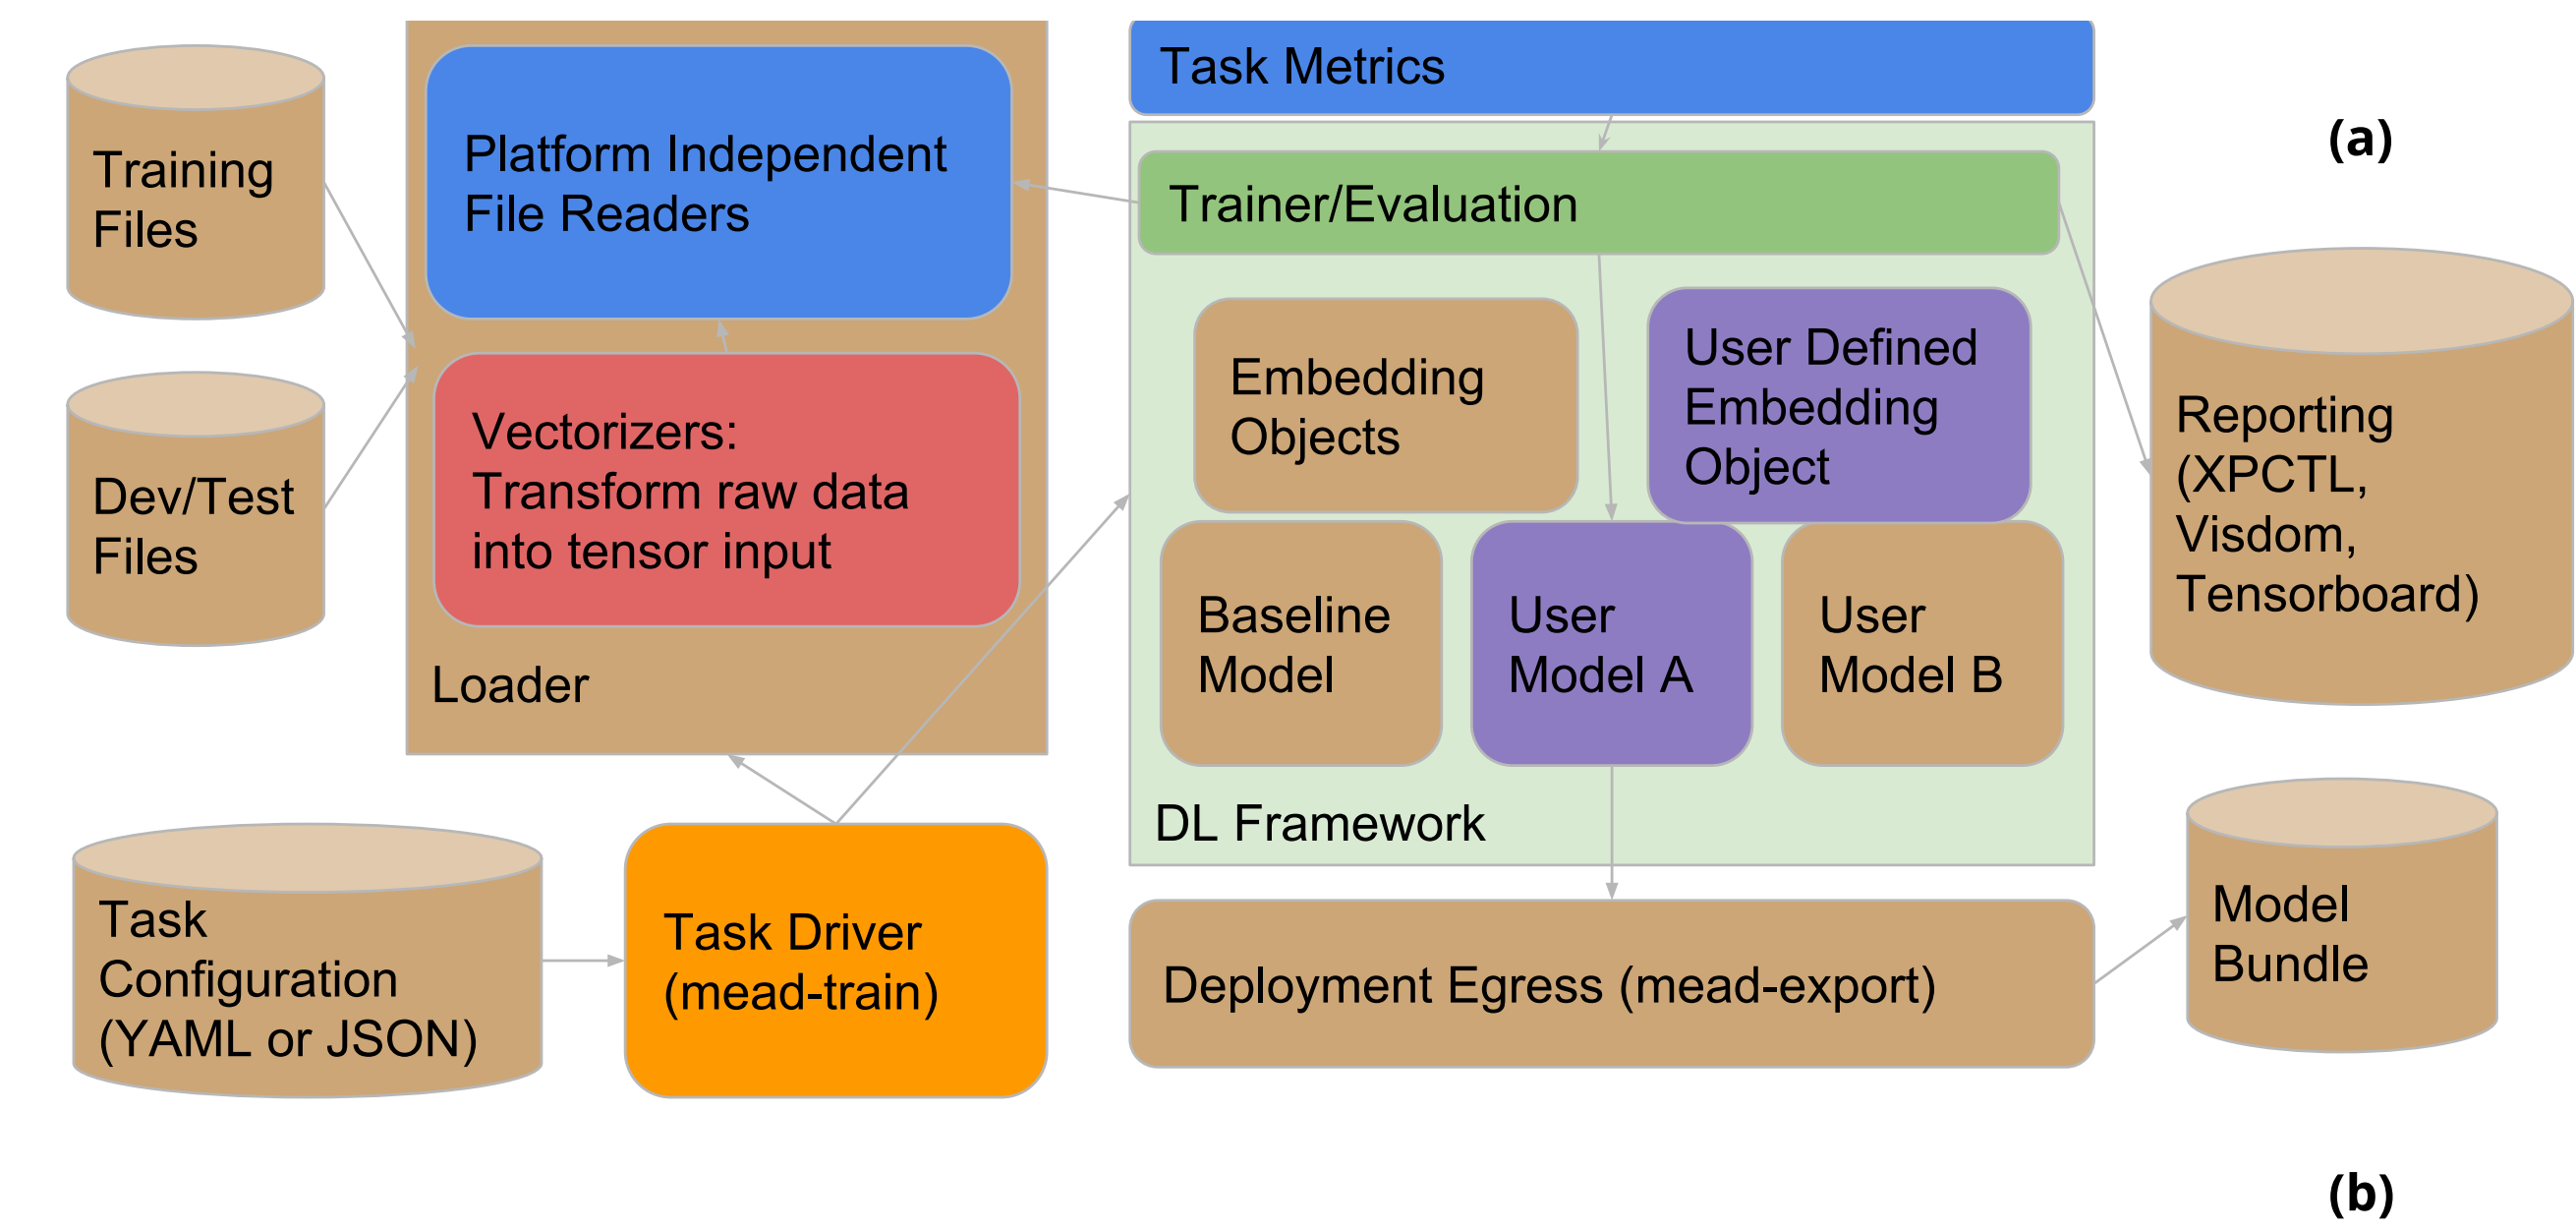 Training
Files
Dev/Test
Files
Platform Independent
File Readers
Vectorizers:
Transform raw data
into tensor input
Loader
Task
Configuration
(YAML or JSON)
Task Driver
(mead-train)
Task Metrics
Trainer/Evaluation
Embedding
Objects
User Defined
Embedding
Object
Baseline
Model
User
Model A
User
Model B
DL Framework
Deployment Egress (mead-export)
(a)
Reporting
(XPCTL,
Visdom,
Tensorboard)
Model
Bundle
(b)